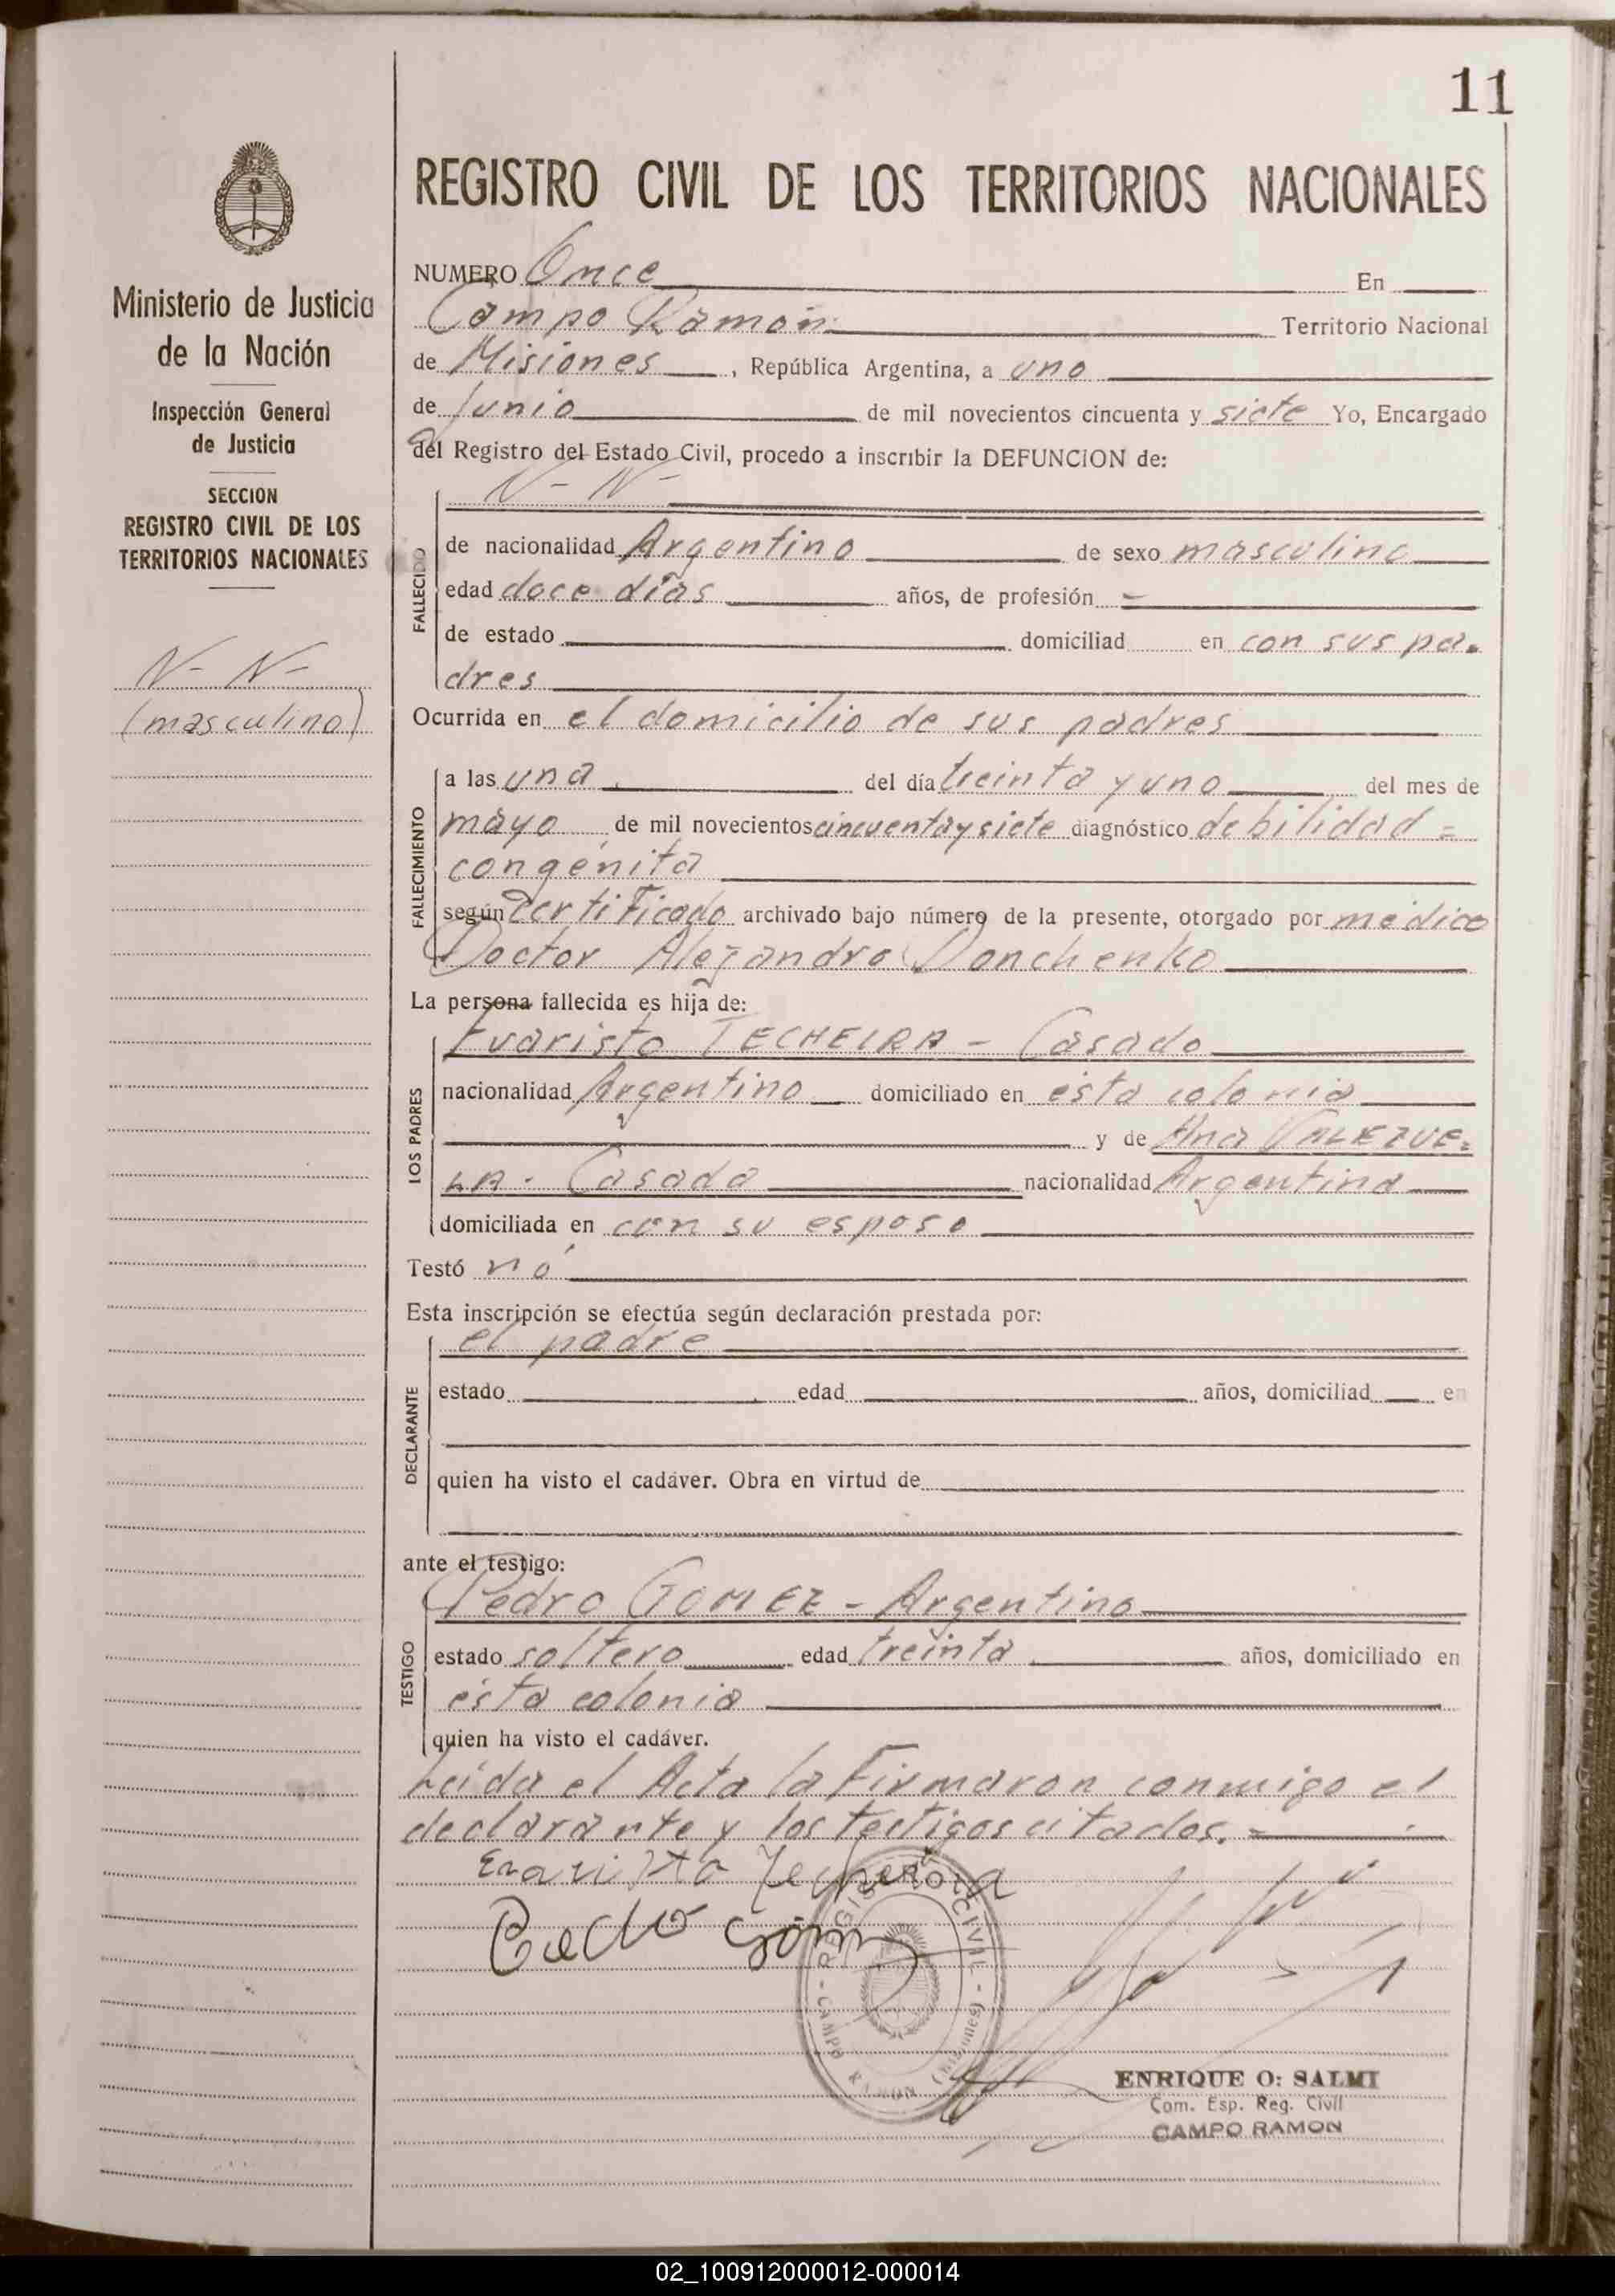 11
REGISTRO CIVIL DE LOS TERRITORIOS NACIONALES
Ministerio de Justicia
de la Nación
Inspección General
de Justicia
SECCION
REGISTRO CIVIL DE LOS
TERRITORIOS NACIONALES
N- N-
(masculino)
NUMERO Once En
Campo Ramón Territorio Nacional
de Misiones, República Argentina, a uno
de Junio de mil novecientos cincuenta y siete Yo, Encargado
del Registro del Estado Civil, procedo a inscribir la DEFUNCION de:
N- N-
FALLECIDO
de nacionalidad Argentino de sexo masculino
edad doce días años, de profesión -
de estado domiciliad en con sus pa-
dres
Ocurrida en el domicilio de sus padres
FALLECIMIENTO
a las una del día treinta y uno del mes de
mayo de mil novecientos cincuenta y siete diagnóstico debilidad =
congénita
según Certificado archivado bajo número de la presente, otorgado por médico
Doctor Alejandro Donchenko
La persona fallecida es hija de:
LOS PADRES
Evaristo TECHEIRA - Casado
nacionalidad Argentino domiciliado en ésta colonia
y de Ana VALEZUE=
LA - Casada nacionalidad Argentina
domiciliada en con su esposo
Testó nó
Esta inscripción se efectúa según declaración prestada por:
DECLARANTE
el padre
estado edad años, domiciliad en
quien ha visto el cadáver. Obra en virtud de
ante el testigo:
TESTIGO
Pedro GOMEZ - Argentino
estado soltero edad treinta años, domiciliado en
ésta colonia
quien ha visto el cadáver.
Leída el Acta la Firmaron conmigo el
declarante y los testigos citados. =
Evaristo Techeira
Pedro Gómez
REGISTRO CIVIL - CAMPO RAMON (Misiones) -
ENRIQUE O: SALMI
Com. Esp. Reg. Civil
CAMPO RAMON
02_100912000012-000014